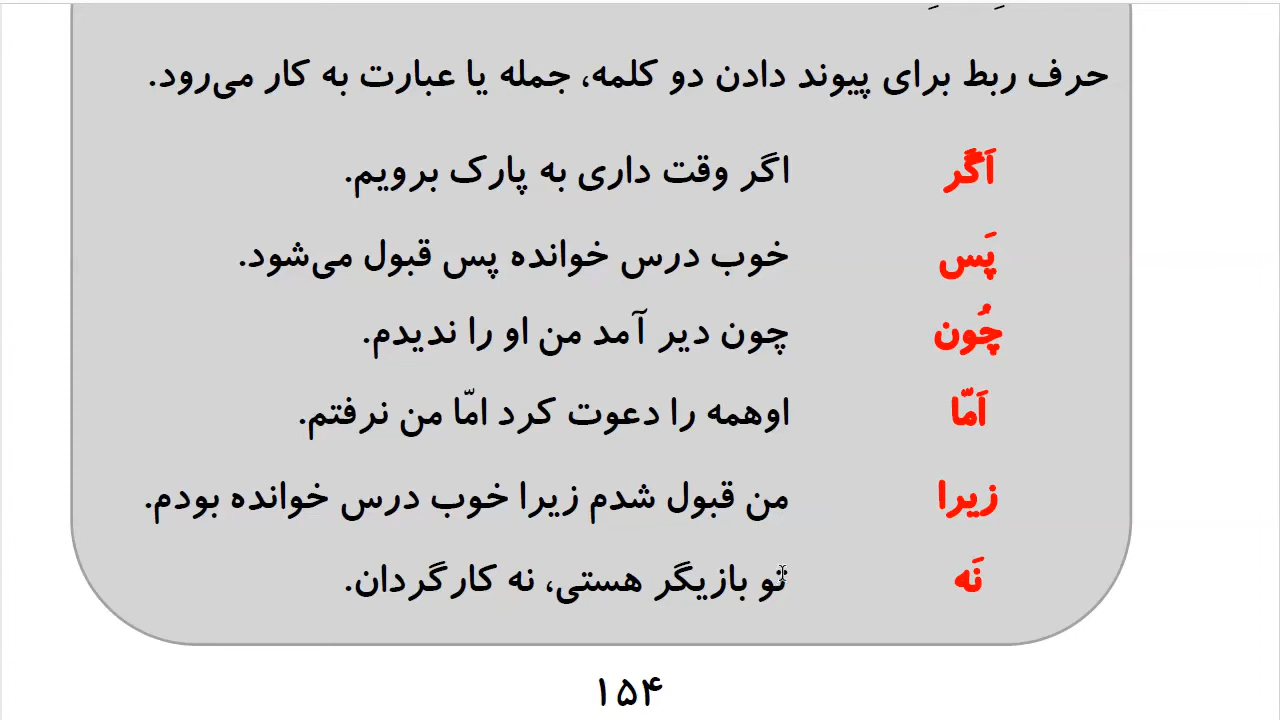 حرف ربط برای پیوند دادن دو کلمه، جمله یا عبارت به کار می‌رود.
اَگَر اگر وقت داری به پارک برویم.
پَس خوب درس خوانده پس قبول می‌شود.
چُون چون دیر آمد من او را ندیدم.
اَمّا اوهمه را دعوت کرد امّا من نرفتم.
زیرا من قبول شدم زیرا خوب درس خوانده بودم.
نَه تو بازیگر هستی، نه کارگردان.
۱۵۴